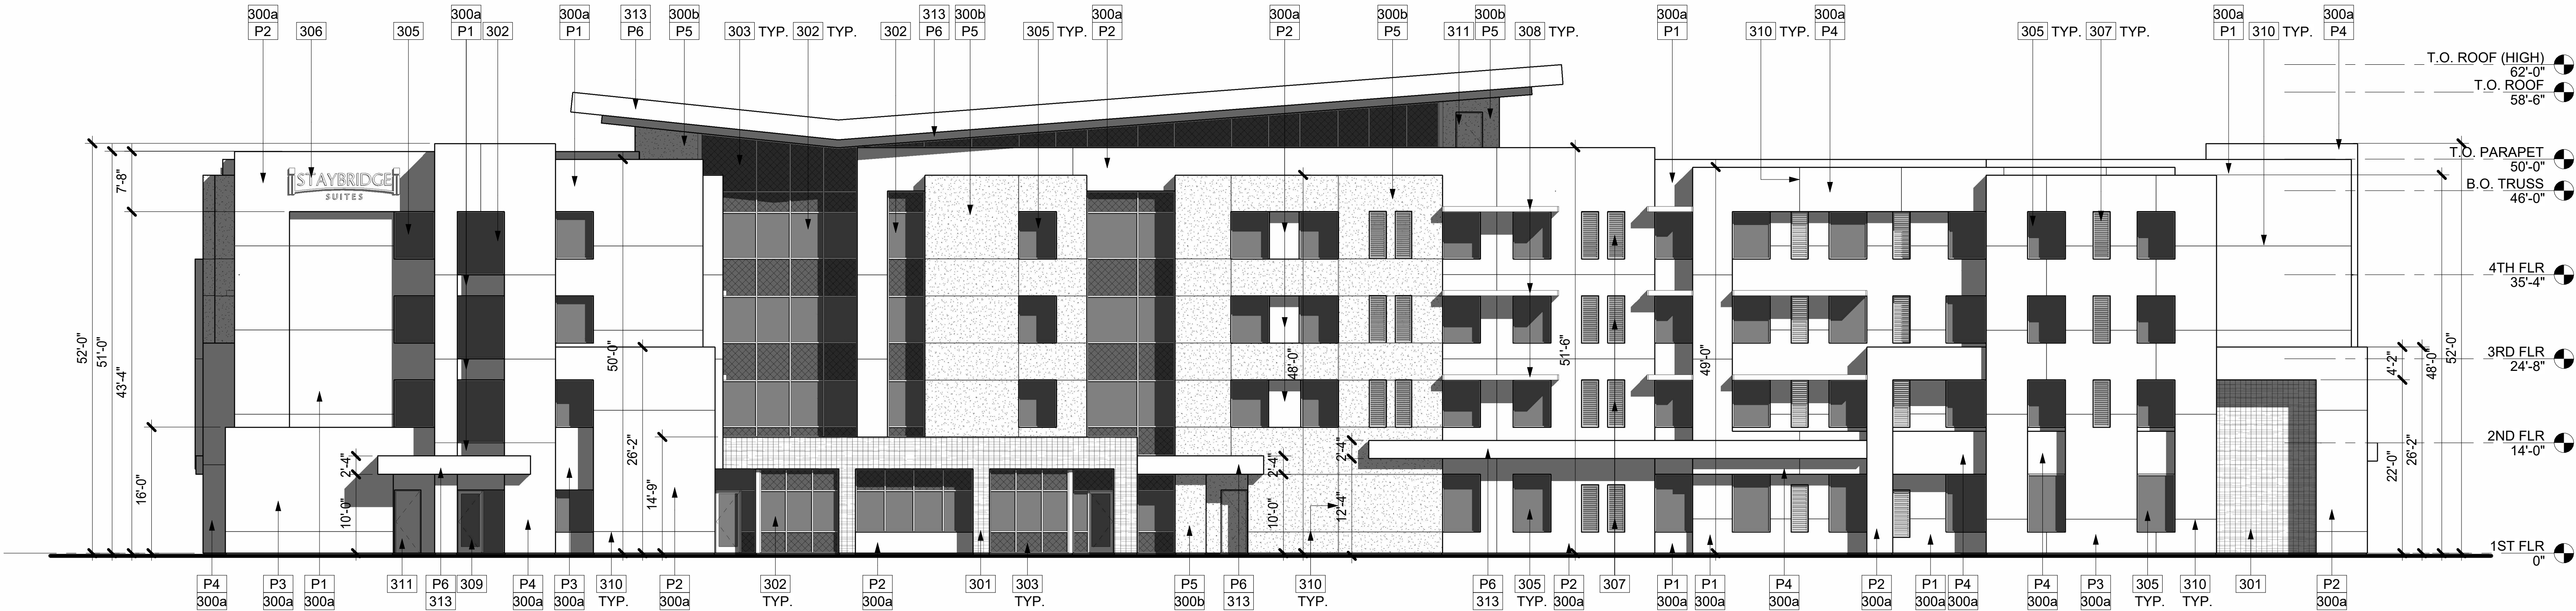 300a
P2
306
305
300a
P1
302
300a
P1
313
P6
300b
P5
303 TYP.
302 TYP.
302
313
P6
300b
P5
305 TYP.
300a
P2
300a
P2
300b
P5
311
300b
P5
308 TYP.
300a
P1
310 TYP.
300a
P4
305 TYP.
307 TYP.
300a
P1
310 TYP.
300a
P4
T.O. ROOF (HIGH)
62'-0"
T.O. ROOF
58'-6"
T.O. PARAPET
50'-0"
B.O. TRUSS
46'-0"
4TH FLR
35'-4"
3RD FLR
24'-8"
2ND FLR
14'-0"
1ST FLR
0"
STAYBRIDGE
SUITES
52'-0"
51'-0"
7'-8"
43'-4"
16'-0"
2'-4"
10'-0"
50'-0"
26'-2"
14'-9"
2'-4"
10'-0"
48'-0"
2'-4"
12'-4"
51'-6"
49'-0"
4'-2"
22'-0"
26'-2"
48'-0"
52'-0"
P4
300a
P3
300a
P1
300a
311
P6
313
309
P4
300a
P3
300a
310
TYP.
P2
300a
302
TYP.
P2
300a
301
303
TYP.
P5
300b
P6
313
310
TYP.
P6
313
305
TYP.
P2
300a
307
P1
300a
P1
300a
P4
300a
P2
300a
P1
300a
P4
300a
P4
300a
P3
300a
305
TYP.
310
TYP.
301
P2
300a